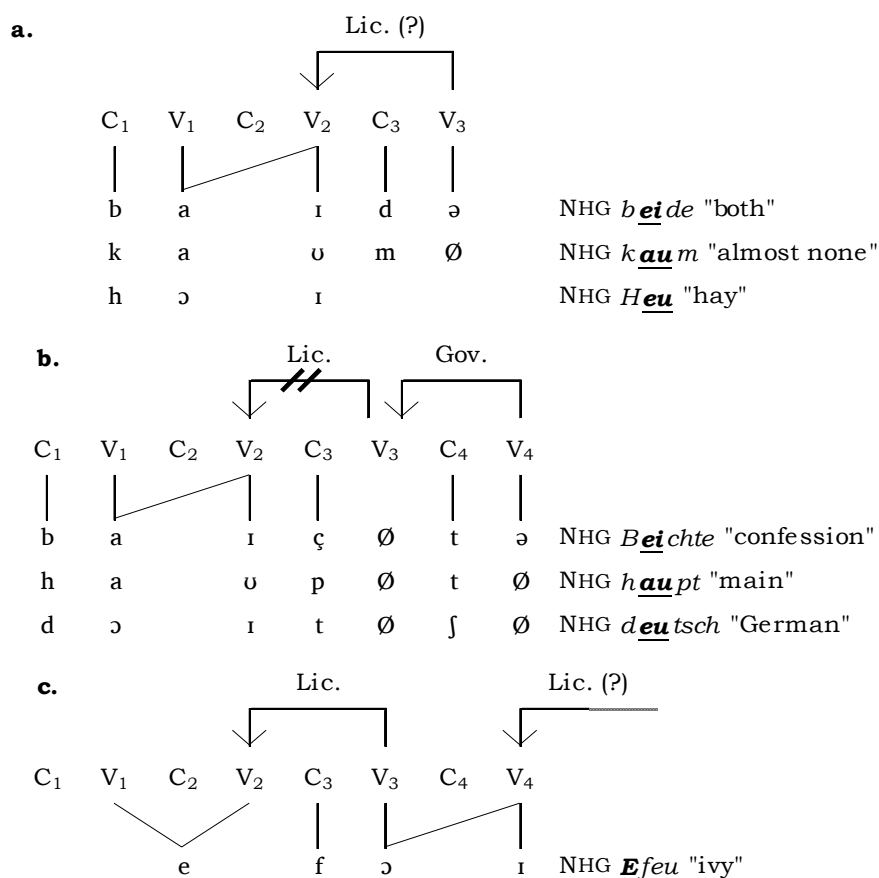 a.
Lic. (?)
C₁ V₁ C₂ V₂ C₃ V₃
b a ɪ d ə NHG beide "both"
k a ʊ m Ø NHG kaum "almost none"
h ɔ ɪ NHG Heu "hay"
b.
Lic. Gov.
C₁ V₁ C₂ V₂ C₃ V₃ C₄ V₄
b a ɪ ç Ø t ə NHG Beichte "confession"
h a ʊ p Ø t Ø NHG haupt "main"
d ɔ ɪ t Ø ʃ Ø NHG deutsch "German"
c.
Lic. Lic. (?)
C₁ V₁ C₂ V₂ C₃ V₃ C₄ V₄
e f ɔ ɪ NHG Efeu "ivy"